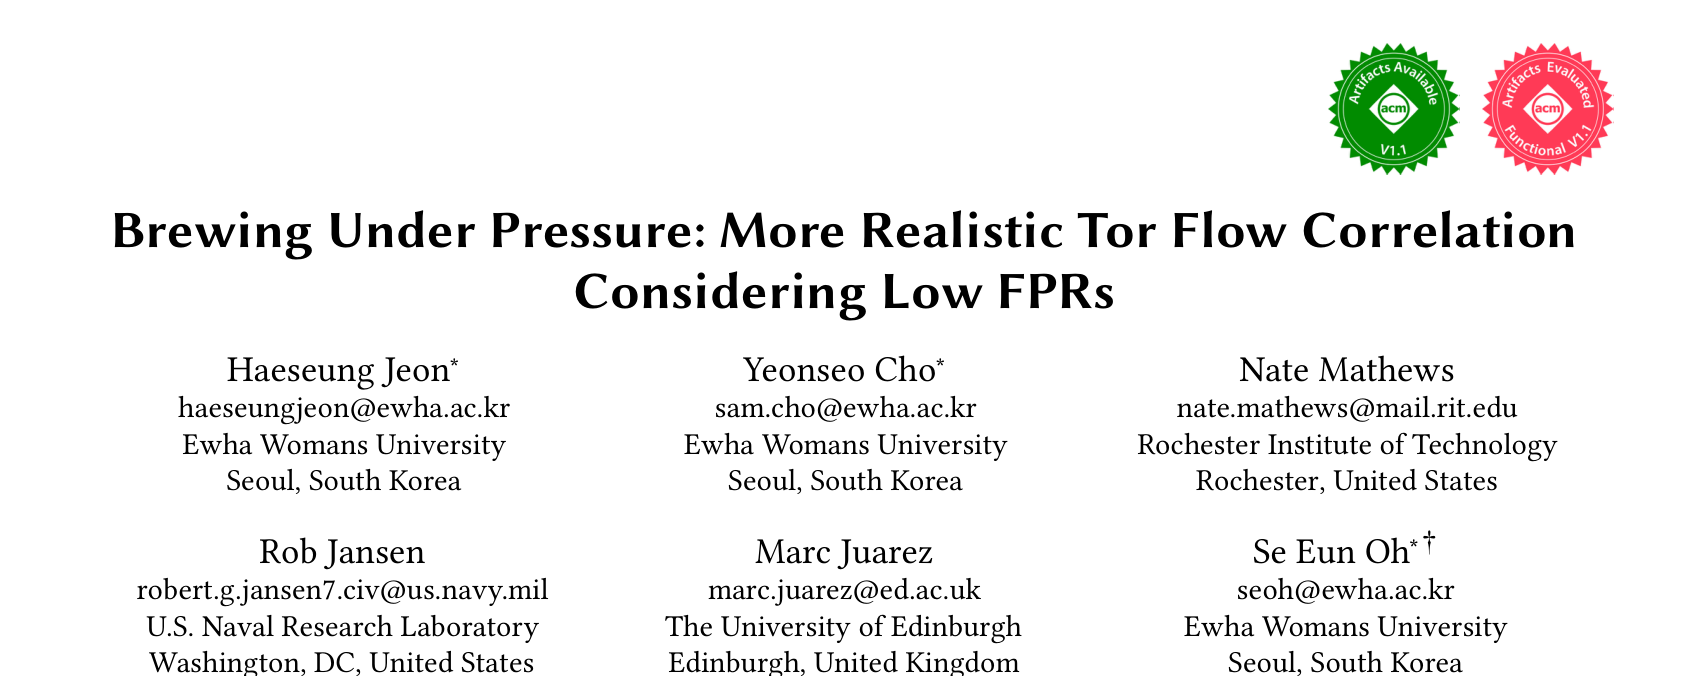 Artifacts Available
acm
V1.1
Artifacts Evaluated
acm
Functional V1.1
Brewing Under Pressure: More Realistic Tor Flow Correlation
Considering Low FPRs
Haeseung Jeon*
haeseungjeon@ewha.ac.kr
Ewha Womans University
Seoul, South Korea
Yeonseo Cho*
sam.cho@ewha.ac.kr
Ewha Womans University
Seoul, South Korea
Nate Mathews
nate.mathews@mail.rit.edu
Rochester Institute of Technology
Rochester, United States
Rob Jansen
robert.g.jansen7.civ@us.navy.mil
U.S. Naval Research Laboratory
Washington, DC, United States
Marc Juarez
marc.juarez@ed.ac.uk
The University of Edinburgh
Edinburgh, United Kingdom
Se Eun Oh*†
seoh@ewha.ac.kr
Ewha Womans University
Seoul, South Korea